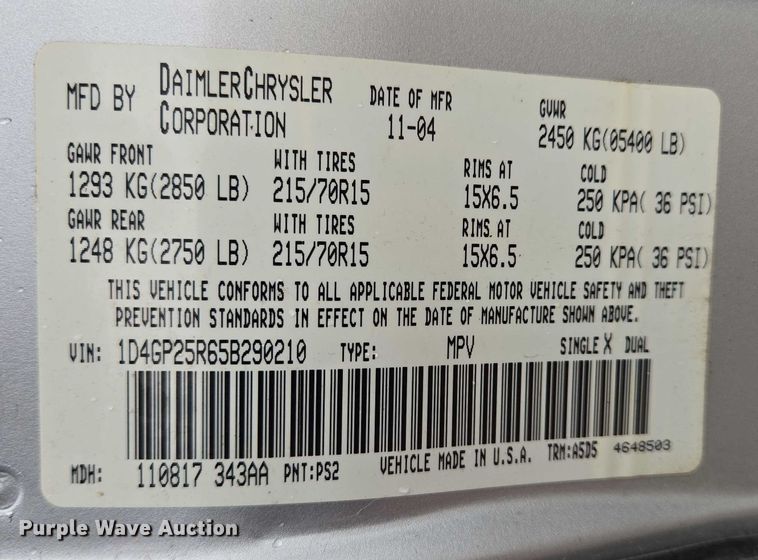 MFD BY DAIMLERCHRYSLER CORPORATION DATE OF MFR 11-04 GVWR 2450 KG(05400 LB)
GAWR FRONT WITH TIRES RIMS AT COLD
1293 KG(2850 LB) 215/70R15 15X6.5 250 KPA( 36 PSI)
GAWR REAR WITH TIRES RIMS AT COLD
1248 KG(2750 LB) 215/70R15 15X6.5 250 KPA( 36 PSI)
THIS VEHICLE CONFORMS TO ALL APPLICABLE FEDERAL MOTOR VEHICLE SAFETY AND THEFT
PREVENTION STANDARDS IN EFFECT ON THE DATE OF MANUFACTURE SHOWN ABOVE.
VIN: 1D4GP25R65B290210 TYPE: MPV SINGLE X DUAL
MDH: 110817 343AA PNT:PS2 VEHICLE MADE IN U.S.A. TRM:A5D5 4648503
Purple Wave Auction